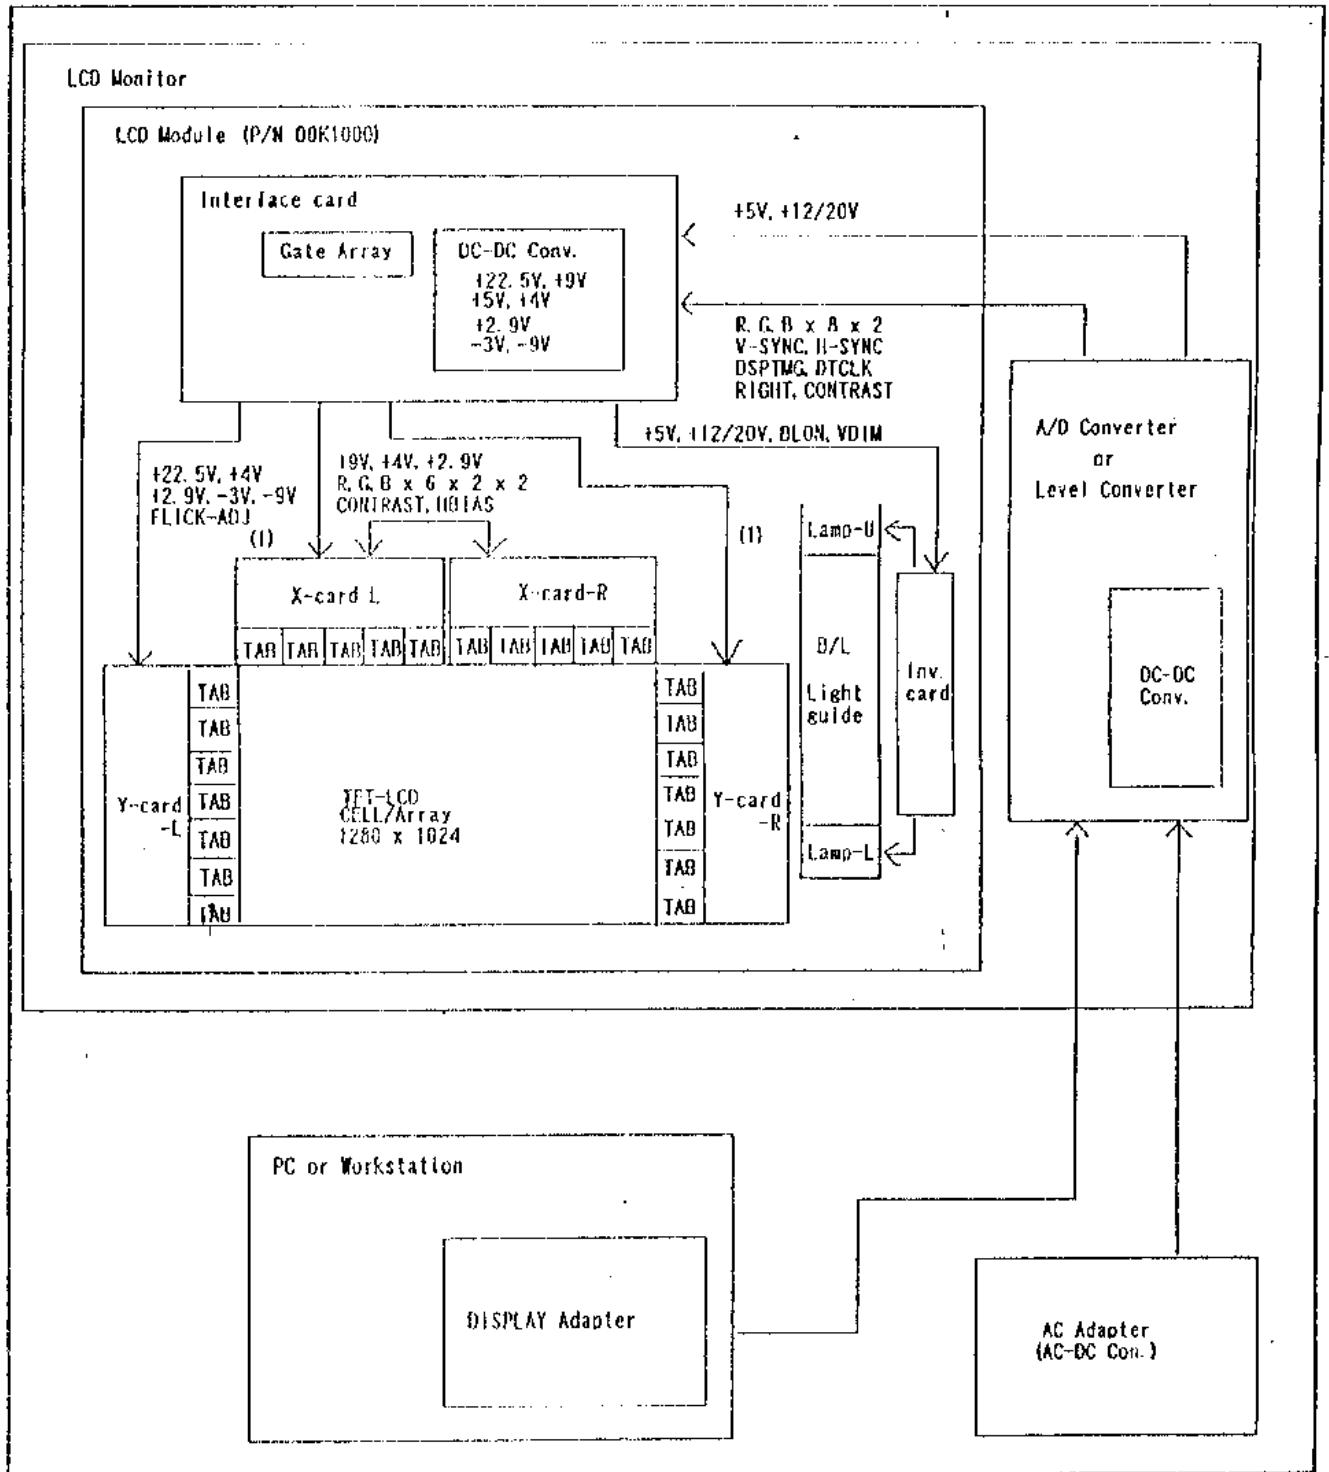 LCD Monitor
LCD Module (P/N 00K1000)
Interface card
Gate Array
DC-DC Conv.
+22.5V, +9V
+5V, +4V
+2.9V
-3V, -9V
+5V, +12/20V
R, G, B x 8 x 2
V-SYNC, H-SYNC
DSPTMG, DTCLK
RIGHT, CONTRAST
A/D Converter
or
Level Converter
DC-DC
Conv.
+5V, +12/20V, BLON, VDIM
+22.5V, +4V
+2.9V, -3V, -9V
FLICK-ADJ
(1)
+9V, +4V, +2.9V
R, G, B x 6 x 2 x 2
CONTRAST, HBIAS
(1)
X-card L
X-card-R
TAB TAB TAB TAB TAB TAB TAB TAB TAB TAB
Lamp-U
B/L
Light
guide
Lamp-L
Inv.
card
Y-card
-L
TAB
TAB
TAB
TAB
TAB
TAB
TAB
TFT-LCD
CELL/Array
1280 x 1024
TAB
TAB
TAB
TAB
TAB
TAB
TAB
Y-card
-R
PC or Workstation
DISPLAY Adapter
AC Adapter
(AC-DC Con.)